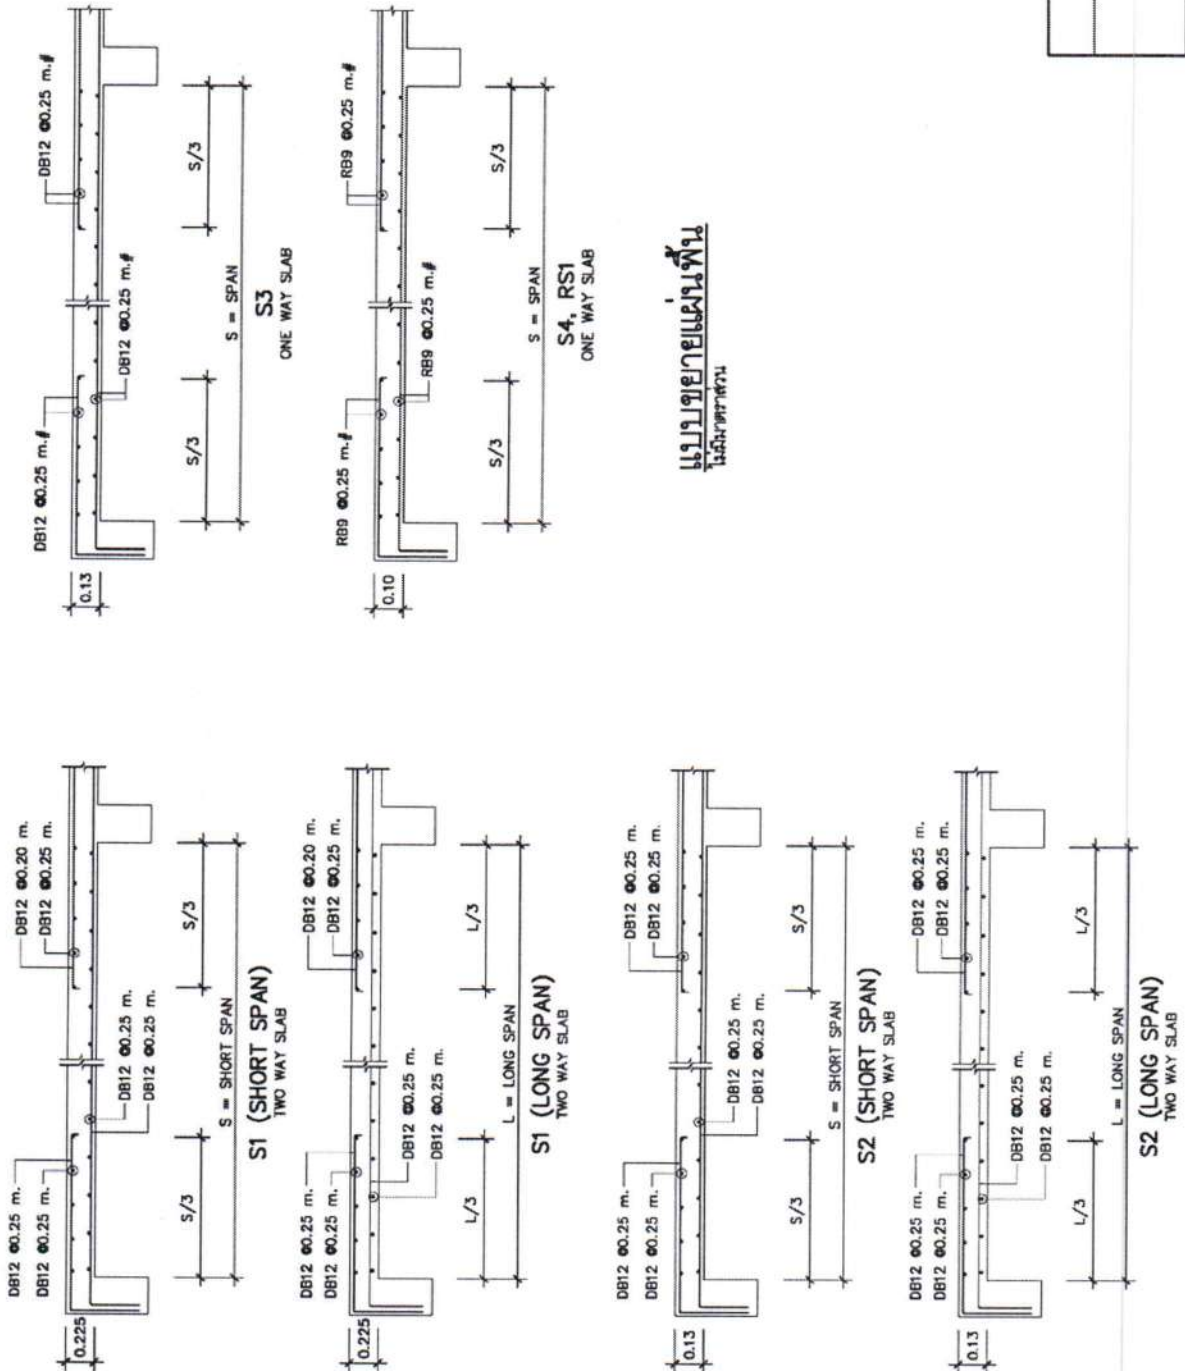 DB12 @0.25 m.
DB12 @0.25 m.
DB12 @0.20 m.
DB12 @0.25 m.
0.225
DB12 @0.25 m.
DB12 @0.25 m.
S/3
S/3
S = SHORT SPAN
S1 (SHORT SPAN)
TWO WAY SLAB
DB12 @0.25 m.
DB12 @0.25 m.
DB12 @0.20 m.
DB12 @0.25 m.
0.225
DB12 @0.25 m.
DB12 @0.25 m.
L/3
L/3
L = LONG SPAN
S1 (LONG SPAN)
TWO WAY SLAB
DB12 @0.25 m.
DB12 @0.25 m.
DB12 @0.25 m.
DB12 @0.25 m.
0.13
DB12 @0.25 m.
DB12 @0.25 m.
S/3
S/3
S = SHORT SPAN
S2 (SHORT SPAN)
TWO WAY SLAB
DB12 @0.25 m.
DB12 @0.25 m.
DB12 @0.25 m.
DB12 @0.25 m.
0.13
DB12 @0.25 m.
DB12 @0.25 m.
L/3
L/3
L = LONG SPAN
S2 (LONG SPAN)
TWO WAY SLAB
DB12 @0.25 m.#
DB12 @0.25 m.#
0.13
DB12 @0.25 m.#
S/3
S/3
S = SPAN
S3
ONE WAY SLAB
RB9 @0.25 m.#
RB9 @0.25 m.#
0.10
RB9 @0.25 m.#
S/3
S/3
S = SPAN
S4, RS1
ONE WAY SLAB
แบบขยายแผ่นพื้น
ไม่มีมาตราส่วน